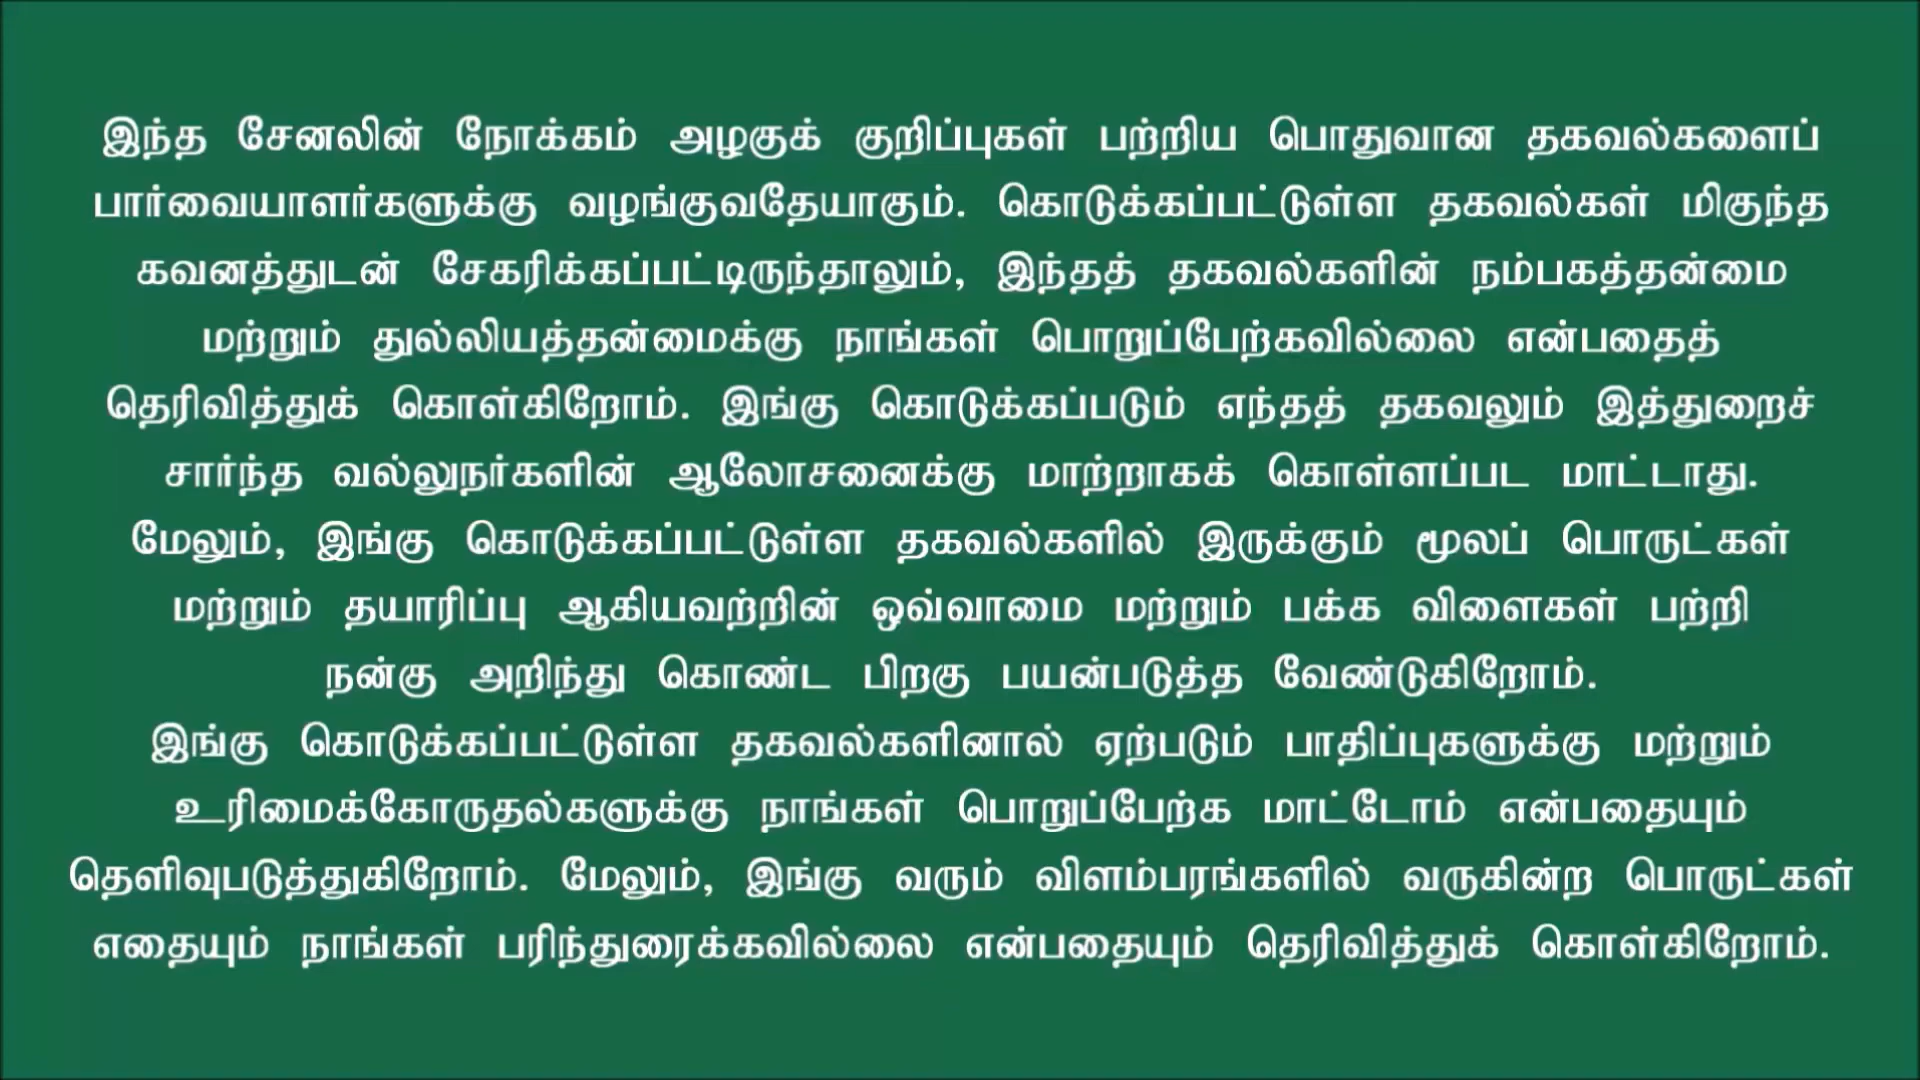 இந்த சேனலின் நோக்கம் அழகுக் குறிப்புகள் பற்றிய பொதுவான தகவல்களைப்
பார்வையாளர்களுக்கு வழங்குவதேயாகும். கொடுக்கப்பட்டுள்ள தகவல்கள் மிகுந்த
கவனத்துடன் சேகரிக்கப்பட்டிருந்தாலும், இந்தத் தகவல்களின் நம்பகத்தன்மை
மற்றும் துல்லியத்தன்மைக்கு நாங்கள் பொறுப்பேற்கவில்லை என்பதைத்
தெரிவித்துக் கொள்கிறோம். இங்கு கொடுக்கப்படும் எந்தத் தகவலும் இத்துறைச்
சார்ந்த வல்லுநர்களின் ஆலோசனைக்கு மாற்றாகக் கொள்ளப்பட மாட்டாது.
மேலும், இங்கு கொடுக்கப்பட்டுள்ள தகவல்களில் இருக்கும் மூலப் பொருட்கள்
மற்றும் தயாரிப்பு ஆகியவற்றின் ஒவ்வாமை மற்றும் பக்க விளைகள் பற்றி
நன்கு அறிந்து கொண்ட பிறகு பயன்படுத்த வேண்டுகிறோம்.
இங்கு கொடுக்கப்பட்டுள்ள தகவல்களினால் ஏற்படும் பாதிப்புகளுக்கு மற்றும்
உரிமைக்கோருதல்களுக்கு நாங்கள் பொறுப்பேற்க மாட்டோம் என்பதையும்
தெளிவுபடுத்துகிறோம். மேலும், இங்கு வரும் விளம்பரங்களில் வருகின்ற பொருட்கள்
எதையும் நாங்கள் பரிந்துரைக்கவில்லை என்பதையும் தெரிவித்துக் கொள்கிறோம்.